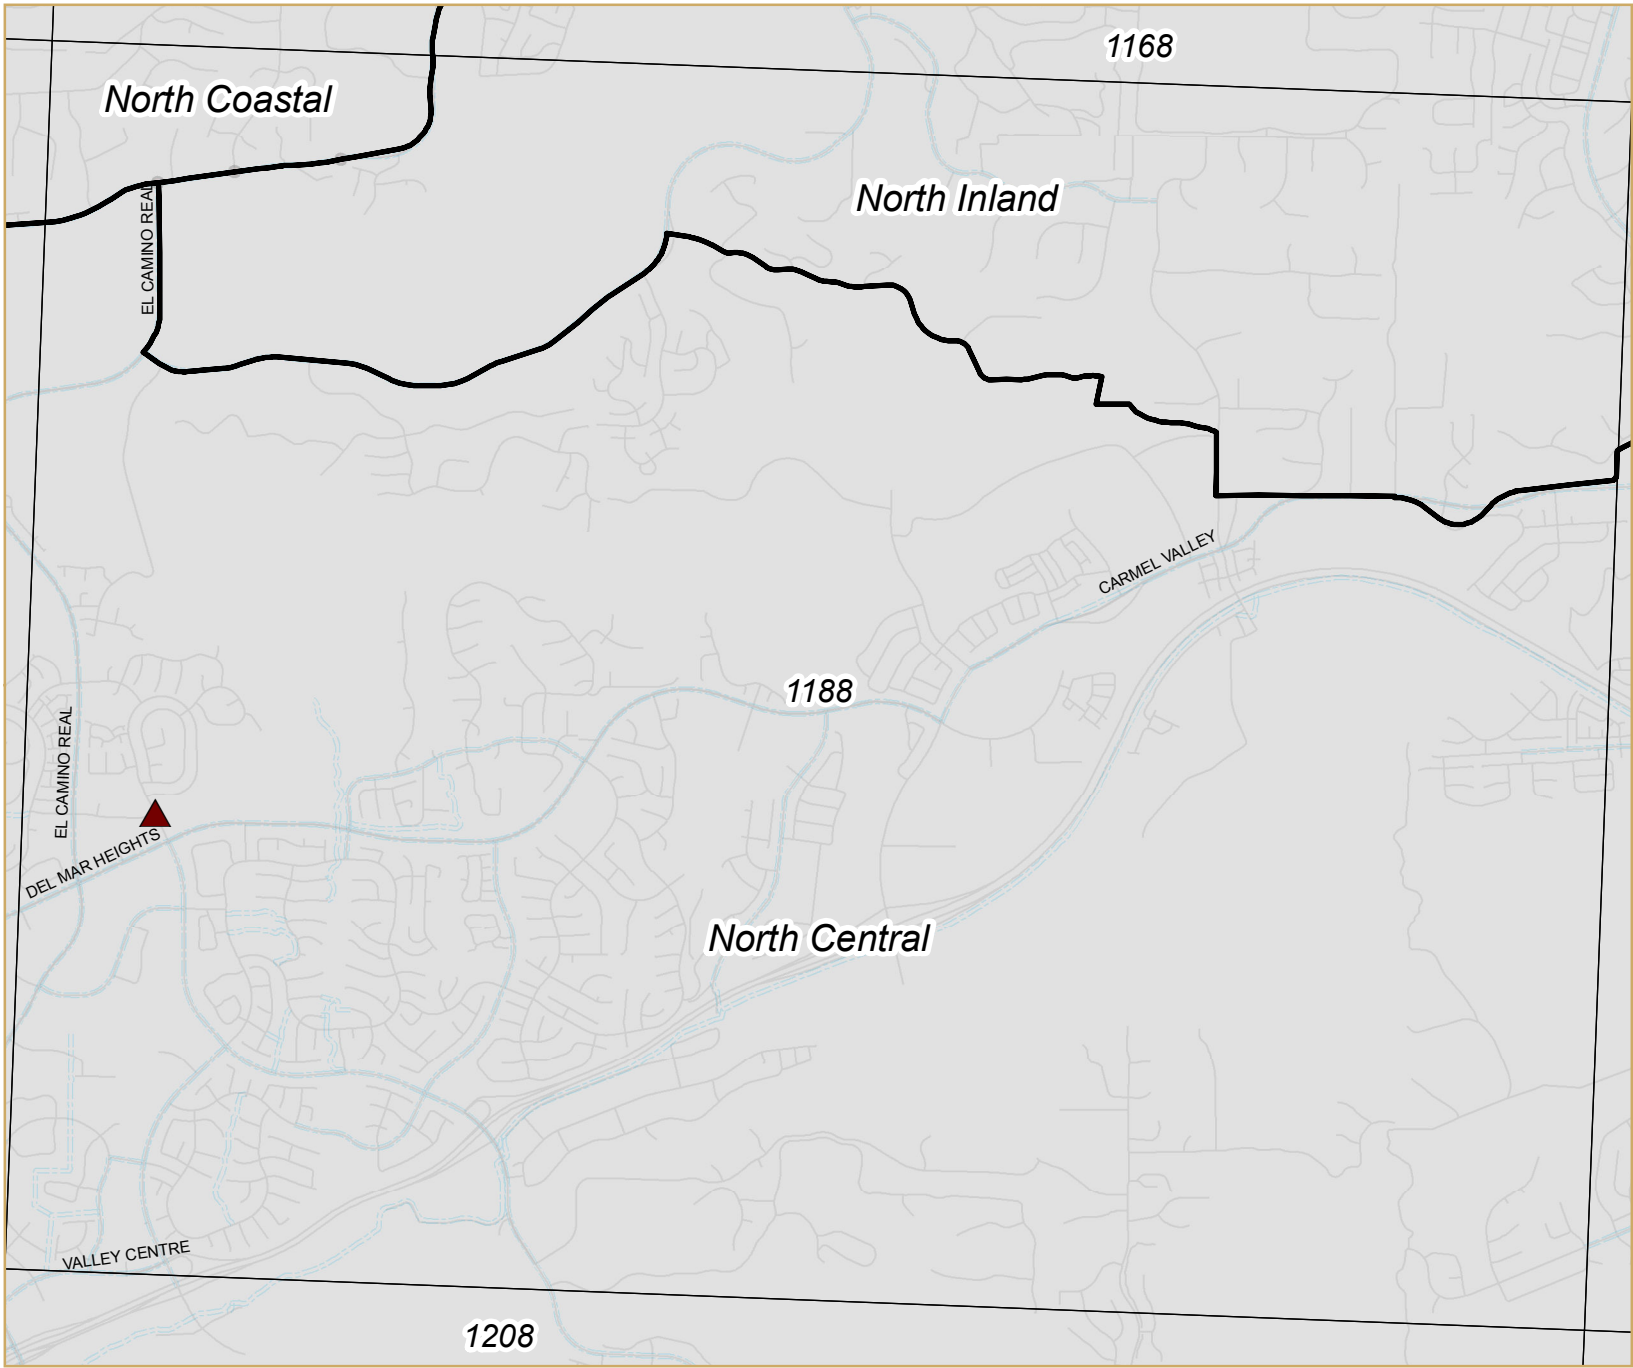 1168
North Coastal
North Inland
EL CAMINO REAL
CARMEL VALLEY
1188
EL CAMINO REAL
DEL MAR HEIGHTS
North Central
VALLEY CENTRE
1208